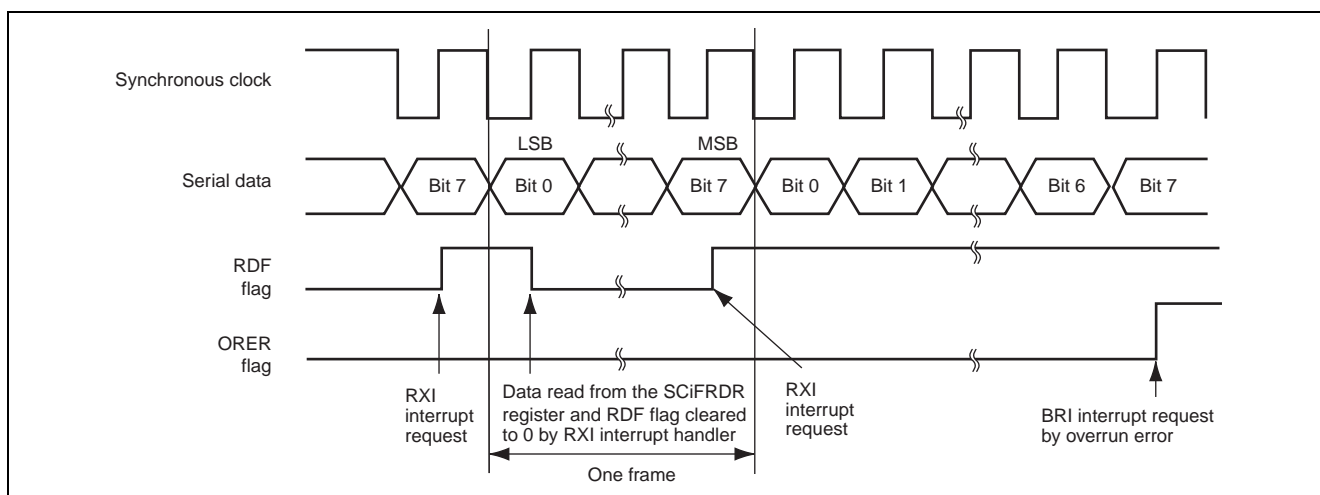 Synchronous clock
LSB
MSB
Serial data
Bit 7
Bit 0
Bit 7
Bit 0
Bit 1
Bit 6
Bit 7
RDF
flag
ORER
flag
RXI
interrupt
request
Data read from the SCiFRDR
register and RDF flag cleared
to 0 by RXI interrupt handler
RXI
interrupt
request
BRI interrupt request
by overrun error
One frame